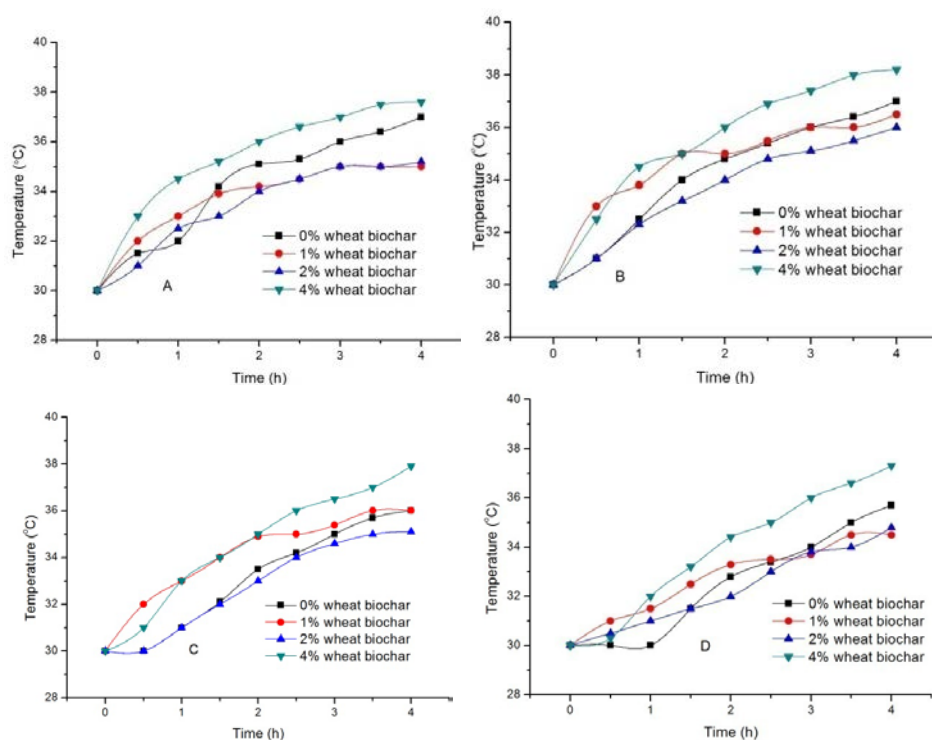 40
38
36
34
32
30
28
Temperature (°C)
0% wheat biochar
1% wheat biochar
2% wheat biochar
4% wheat biochar
A
0 1 2 3 4
Time (h)
40
38
36
34
32
30
28
Temperature (°C)
0% wheat biochar
1% wheat biochar
2% wheat biochar
4% wheat biochar
B
0 1 2 3 4
Time (h)
40
38
36
34
32
30
28
Temperature (°C)
0% wheat biochar
1% wheat biochar
2% wheat biochar
4% wheat biochar
C
0 1 2 3 4
Time (h)
40
38
36
34
32
30
28
Temperature (°C)
0% wheat biochar
1% wheat biochar
2% wheat biochar
4% wheat biochar
D
0 1 2 3 4
Time (h)